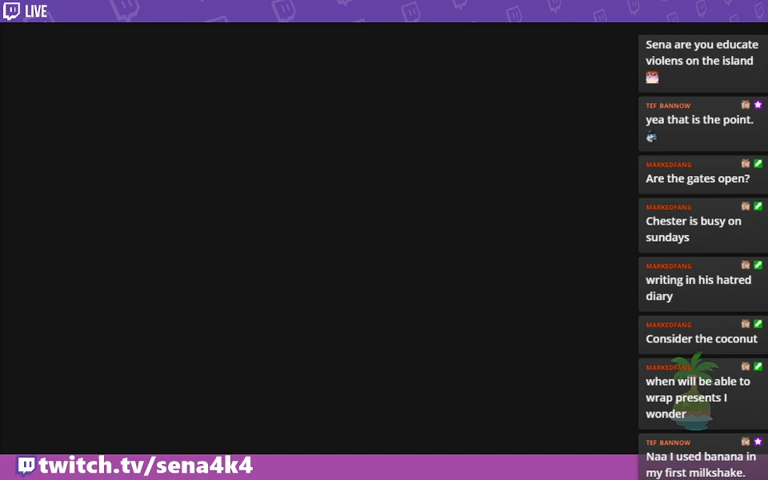 LIVE
Sena are you educate
violens on the island
TEF BANNOW
yea that is the point.
MARKEDFANG
Are the gates open?
MARKEDFANG
Chester is busy on
sundays
MARKEDFANG
writing in his hatred
diary
MARKEDFANG
Consider the coconut
MARKEDFANG
when will be able to
wrap presents I
wonder
TEF BANNOW
Naa I used banana in
my first milkshake.
twitch.tv/sena4k4